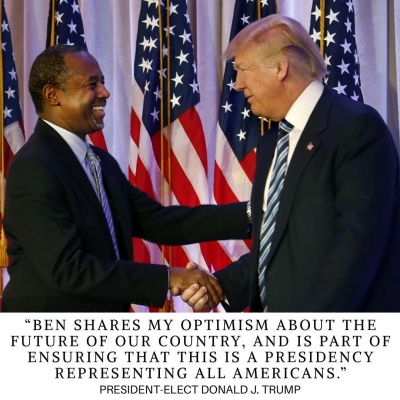 “BEN SHARES MY OPTIMISM ABOUT THE
FUTURE OF OUR COUNTRY, AND IS PART OF
ENSURING THAT THIS IS A PRESIDENCY
REPRESENTING ALL AMERICANS.”
PRESIDENT-ELECT DONALD J. TRUMP